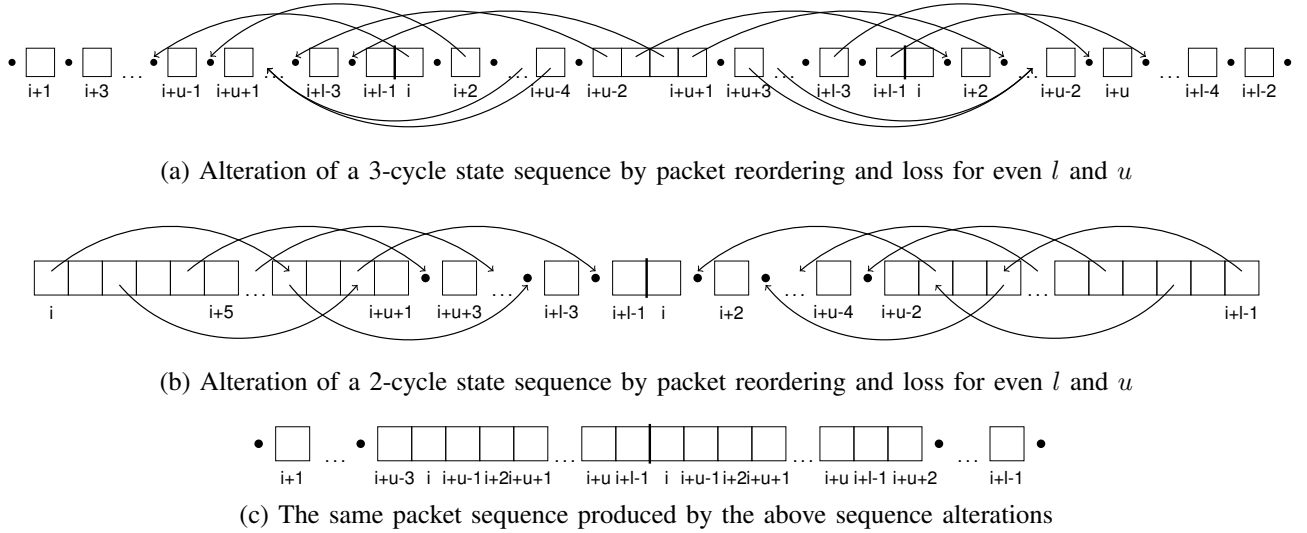 i+1 i+3 ... i+u-1 i+u+1 ... i+l-3 i+l-1 i i+2 ... i+u-4 i+u-2 i+u+1 i+u+3 ... i+l-3 i+l-1 i i+2 ... i+u-2 i+u ... i+l-4 i+l-2
(a) Alteration of a 3-cycle state sequence by packet reordering and loss for even l and u
i i+5 ... i+u+1 i+u+3 ... i+l-3 i+l-1 i i+2 ... i+u-4 i+u-2 ... i+l-1
(b) Alteration of a 2-cycle state sequence by packet reordering and loss for even l and u
i+1 ... i+u-3 i i+u-1 i+2 i+u+1 ... i+u i+l-1 i i+u-1 i+2 i+u+1 ... i+u i+l-1 i+u+2 ... i+l-1
(c) The same packet sequence produced by the above sequence alterations